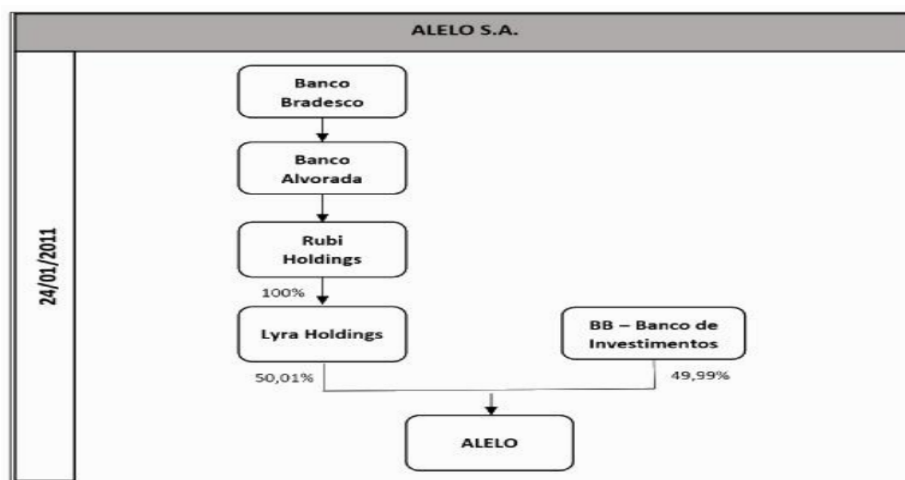 ALELO S.A.
24/01/2011
Banco
Bradesco
Banco
Alvorada
Rubi
Holdings
100%
Lyra Holdings
BB – Banco de
Investimentos
50,01%
49,99%
ALELO